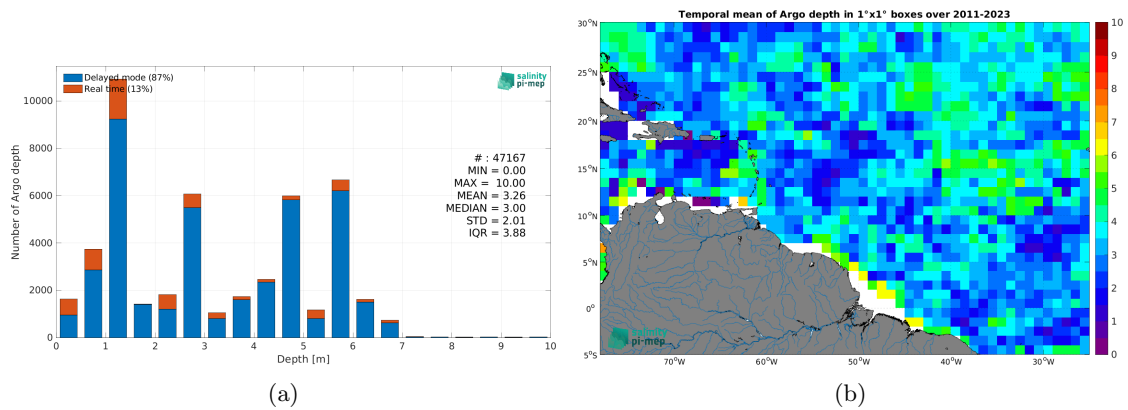 Delayed mode (87%)
Real time (13%)
salinity
pi-mep
# : 47167
MIN = 0.00
MAX = 10.00
MEAN = 3.26
MEDIAN = 3.00
STD = 2.01
IQR = 3.88
Number of Argo depth
10000
8000
6000
4000
2000
0
0 1 2 3 4 5 6 7 8 9 10
Depth [m]
(a)
Temporal mean of Argo depth in 1°x1° boxes over 2011-2023
30°N
25°N
20°N
15°N
10°N
5°N
0°
5°S
70°W 60°W 50°W 40°W 30°W
salinity
pi-mep
10
9
8
7
6
5
4
3
2
1
0
(b)